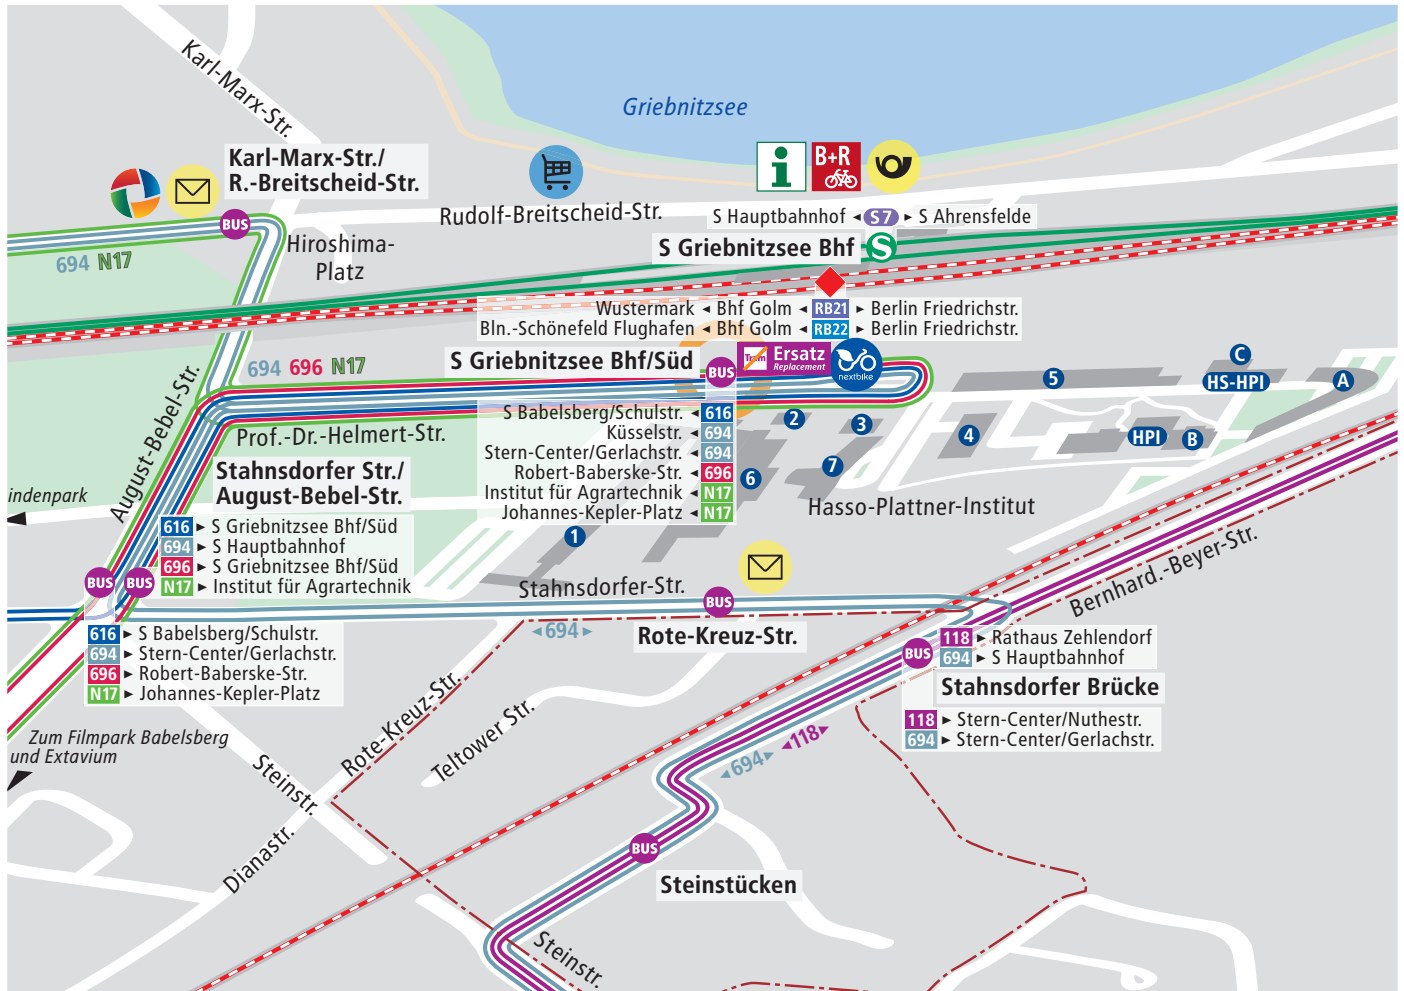 Karl-Marx-Str.
Griebnitzsee
Karl-Marx-Str./
R.-Breitscheid-Str.
BUS
694 N17
Hiroshima-
Platz
Rudolf-Breitscheid-Str.
i
B+R
S Hauptbahnhof ◄ S7 ► S Ahrensfelde
S Griebnitzsee Bhf S
Wustermark ◄ Bhf Golm ◄ RB21 ► Berlin Friedrichstr.
Bln.-Schönefeld Flughafen ◄ Bhf Golm ◄ RB22 ► Berlin Friedrichstr.
694 696 N17
S Griebnitzsee Bhf/Süd
BUS
Tram Ersatz
Replacement
nextbike
S Babelsberg/Schulstr. ◄ 616
Küsselstr. ◄ 694
Stern-Center/Gerlachstr. ◄ 694
Robert-Baberske-Str. ◄ 696
Institut für Agrartechnik ◄ N17
Johannes-Kepler-Platz ◄ N17
5
C
HS-HPI
A
2
3
4
HPI
B
6
7
1
Hasso-Plattner-Institut
August-Bebel-Str.
Prof.-Dr.-Helmert-Str.
Stahnsdorfer Str./
August-Bebel-Str.
616 ► S Griebnitzsee Bhf/Süd
694 ► S Hauptbahnhof
696 ► S Griebnitzsee Bhf/Süd
N17 ► Institut für Agrartechnik
indenpark
BUS
BUS
616 ► S Babelsberg/Schulstr.
694 ► Stern-Center/Gerlachstr.
696 ► Robert-Baberske-Str.
N17 ► Johannes-Kepler-Platz
Stahnsdorfer-Str.
BUS
◄694►
Rote-Kreuz-Str.
Bernhard.-Beyer-Str.
BUS
118 ► Rathaus Zehlendorf
694 ► S Hauptbahnhof
Stahnsdorfer Brücke
118 ► Stern-Center/Nuthestr.
694 ► Stern-Center/Gerlachstr.
Zum Filmpark Babelsberg
und Extavium
Rote-Kreuz-Str.
Teltower Str.
◄694►
◄118►
Steinstr.
Dianastr.
BUS
Steinstücken
Steinstr.